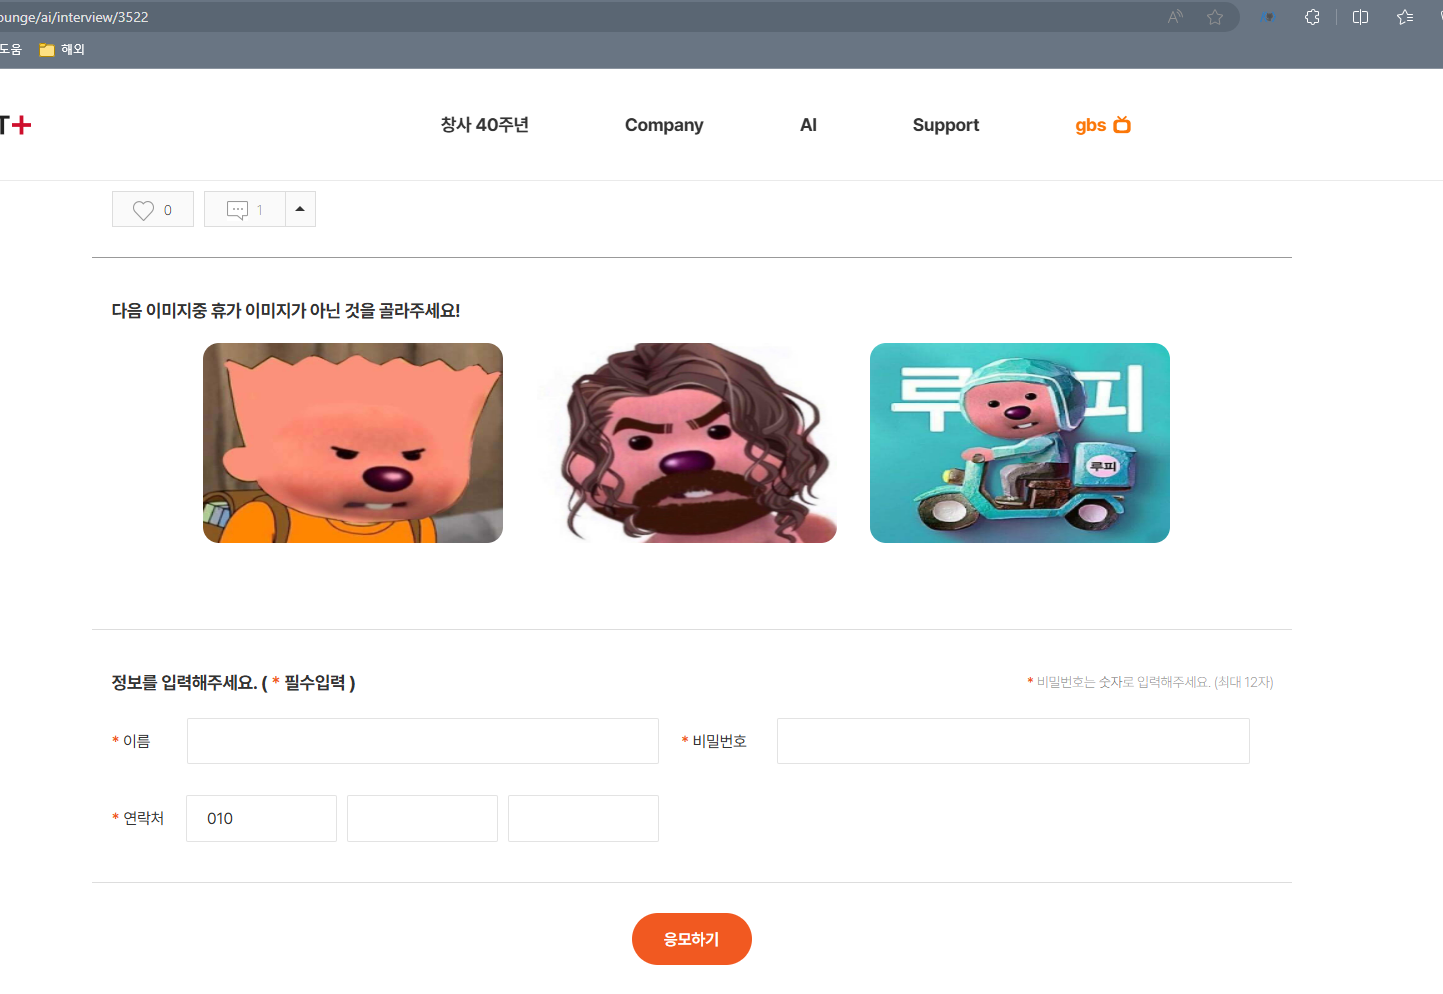 ounge/ai/interview/3522
도움 해외
T+
창사 40주년 Company AI Support gbs
0 1
다음 이미지중 휴가 이미지가 아닌 것을 골라주세요!
루 피
루피
정보를 입력해주세요. ( * 필수입력 )
* 비밀번호는 숫자로 입력해주세요. (최대 12자)
* 이름 * 비밀번호
* 연락처 010
응모하기